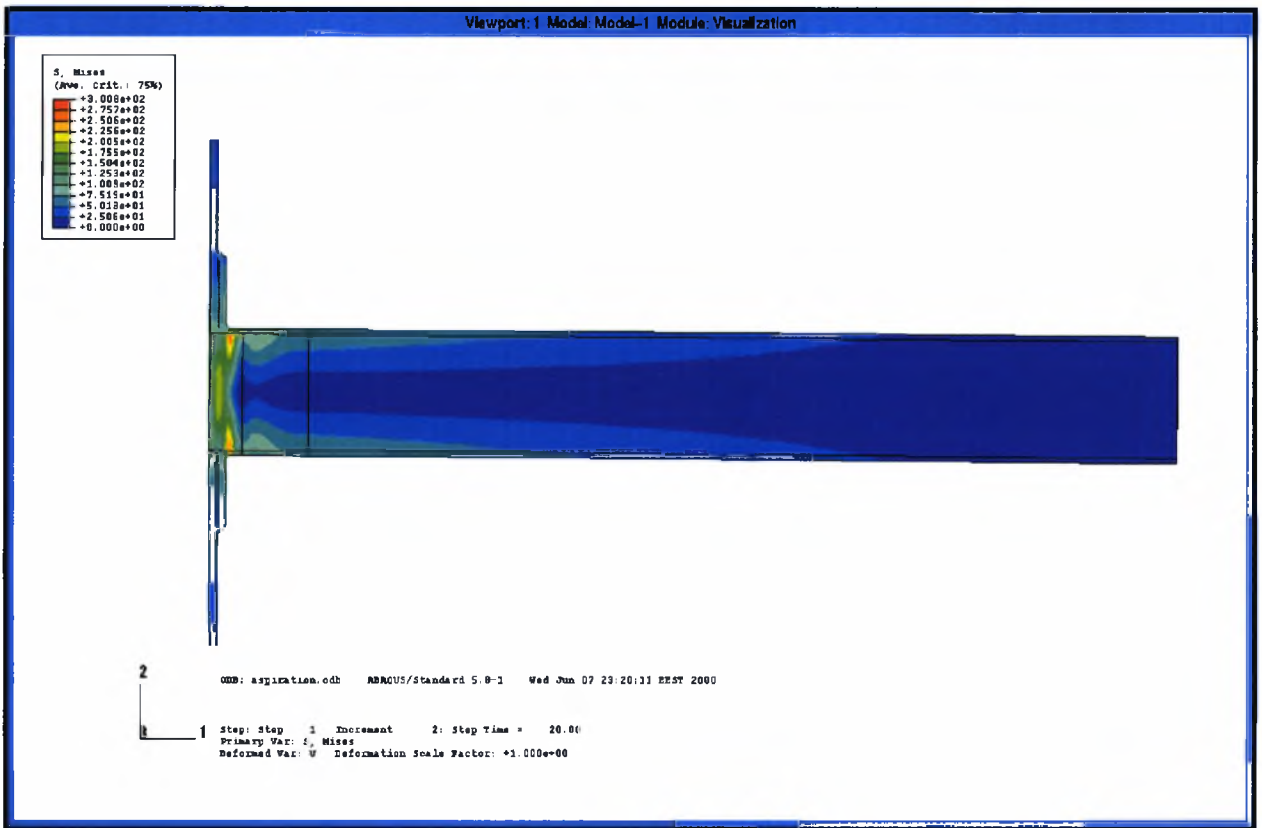 Viewport: 1 Model: Model-1 Module: Visualization
S, Mises
(Ave. Crit.: 75%)
+3.008e+02
+2.757e+02
+2.506e+02
+2.256e+02
+2.005e+02
+1.755e+02
+1.504e+02
+1.253e+02
+1.003e+02
+7.519e+01
+5.013e+01
+2.506e+01
+0.000e+00
2
1
ODB: aspiration.odb ABAQUS/Standard 5.8-1 Wed Jun 07 23:20:11 EEST 2000
Step: Step 1 Increment 2: Step Time = 20.00
Primary Var: S, Mises
Deformed Var: U Deformation Scale Factor: +1.000e+00